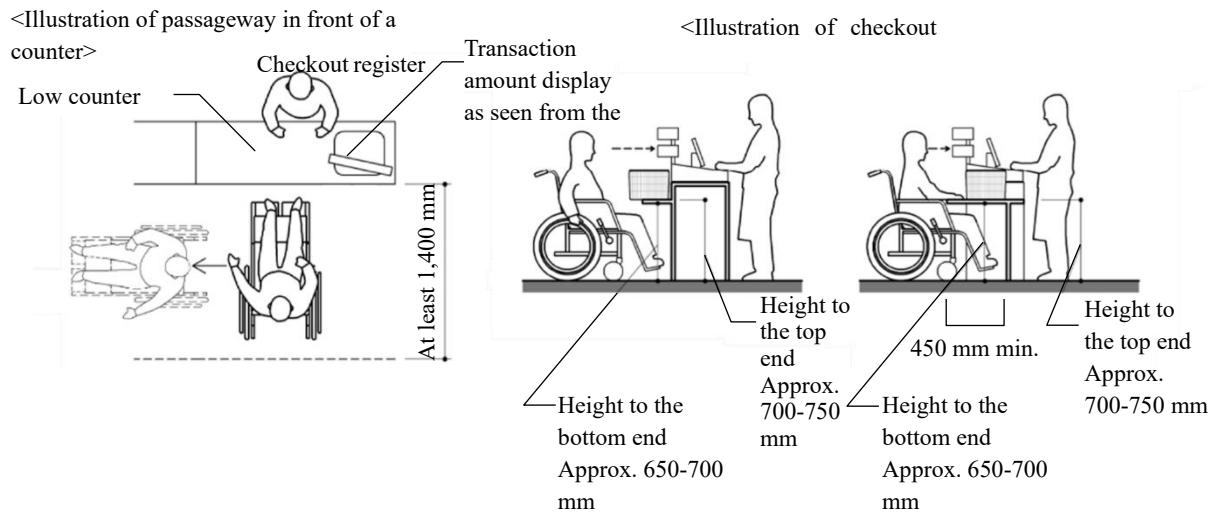 <Illustration of passageway in front of a
counter>
Checkout register
Low counter
Transaction
amount display
as seen from the
At least 1,400 mm
<Illustration of checkout
Height to the
bottom end
Approx. 650-700
mm
Height to
the top
end
Approx.
700-750
mm
450 mm min.
Height to the
bottom end
Approx. 650-700
mm
Height to
the top end
Approx.
700-750 mm